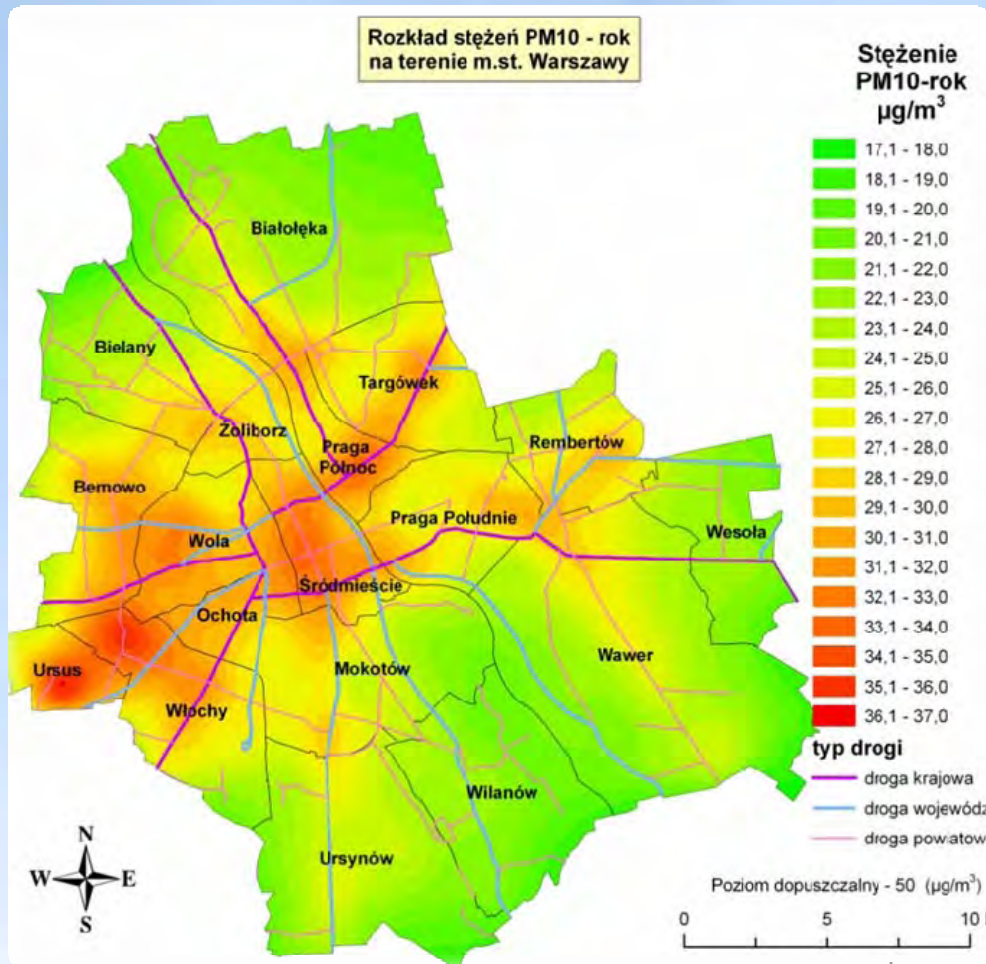 Rozkład stężeń PM10 - rok
na terenie m.st. Warszawy
Stężenie
PM10-rok
µg/m³
17,1 - 18,0
18,1 - 19,0
19,1 - 20,0
20,1 - 21,0
21,1 - 22,0
22,1 - 23,0
23,1 - 24,0
24,1 - 25,0
25,1 - 26,0
26,1 - 27,0
27,1 - 28,0
28,1 - 29,0
29,1 - 30,0
30,1 - 31,0
31,1 - 32,0
32,1 - 33,0
33,1 - 34,0
34,1 - 35,0
35,1 - 36,0
36,1 - 37,0
typ drogi
droga krajowa
droga wojewódz
droga powiatow
Poziom dopuszczalny - 50 (µg/m³)
0 5 10
Białołęka
Bielany
Targówek
Żoliborz
Praga
Północ
Rembertów
Bemowo
Praga Południe
Wesoła
Wola
Śródmieście
Ochota
Ursus
Mokotów
Wawer
Włochy
Wilanów
Ursynów
N
W E
S